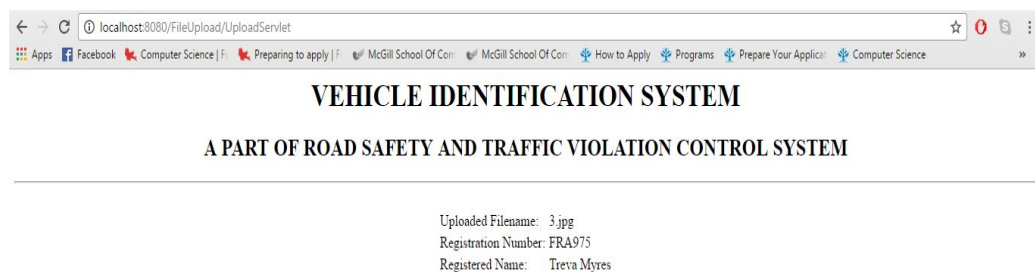 localhost:8080/FileUpload/UploadServlet
Apps Facebook Computer Science | F Preparing to apply | F McGill School Of Com McGill School Of Com How to Apply Programs Prepare Your Applicat Computer Science »
VEHICLE IDENTIFICATION SYSTEM
A PART OF ROAD SAFETY AND TRAFFIC VIOLATION CONTROL SYSTEM
Uploaded Filename: 3.jpg
Registration Number: FRA975
Registered Name: Treva Myres